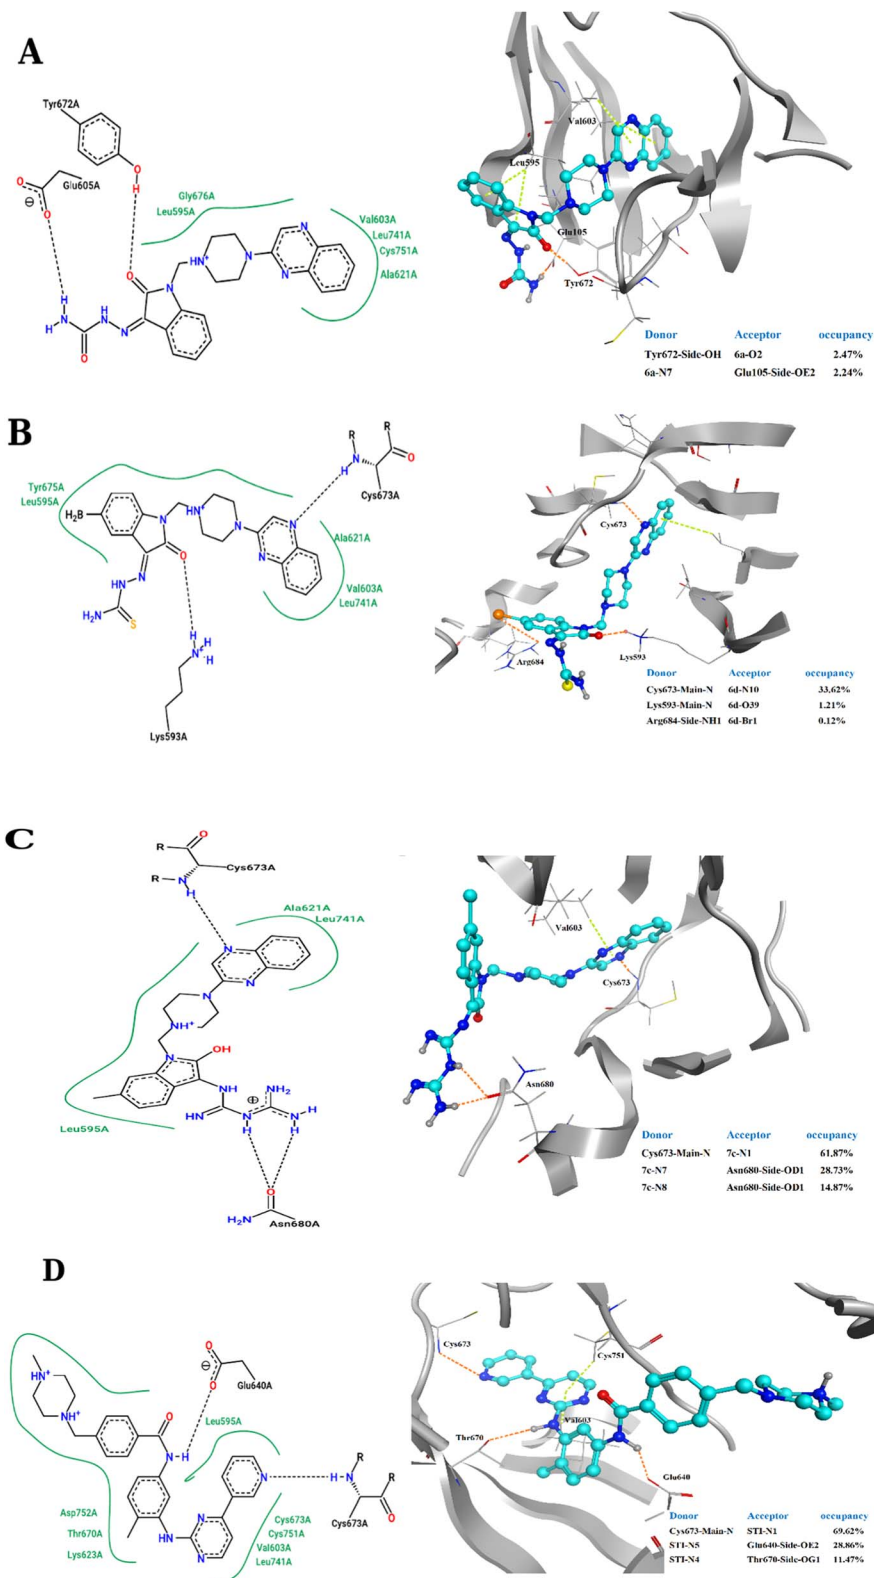 A
Tyr672A
Glu605A
OH
Gly676A
Leu595A
Val603A
Leu741A
Cys751A
Ala621A
Val603
Leu595
Glu105
Tyr672
Donor Acceptor occupancy
Tyr672-Side-OH 6a-O2 2.47%
6a-N7 Glu105-Side-OE2 2.24%
B
Tyr675A
Leu595A
H2B
R R
Cys673A
Ala621A
Val603A
Leu741A
H2N
Lys593A
Cys673
Arg684
Lys593
Donor Acceptor occupancy
Cys673-Main-N 6d-N10 33.62%
Lys593-Main-N 6d-O39 1.21%
Arg684-Side-NH1 6d-Br1 0.12%
C
Cys673A
Ala621A
Leu741A
OH
NH2
Leu595A
H2N
Asn680A
Val603
Cys673
Asn680
Donor Acceptor occupancy
Cys673-Main-N 7c-N1 61.87%
7c-N7 Asn680-Side-OD1 28.73%
7c-N8 Asn680-Side-OD1 14.87%
D
Glu640A
Leu595A
Asp752A
Thr670A
Lys623A
Cys673A
Cys751A
Val603A
Leu741A
Cys673A
Cys673
Cys751
Val603
Thr670
Glu640
Donor Acceptor occupancy
Cys673-Main-N STI-N1 69.62%
STI-N5 Glu640-Side-OE2 28.86%
STI-N4 Thr670-Side-OG1 11.47%